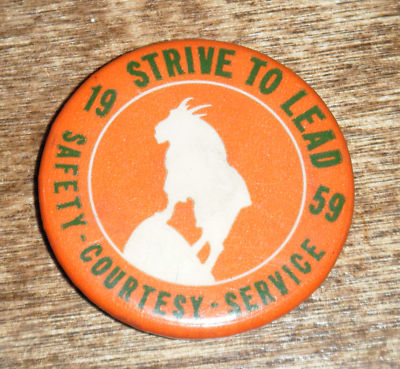 STRIVE TO LEAD
19 59
SAFETY-COURTESY-SERVICE